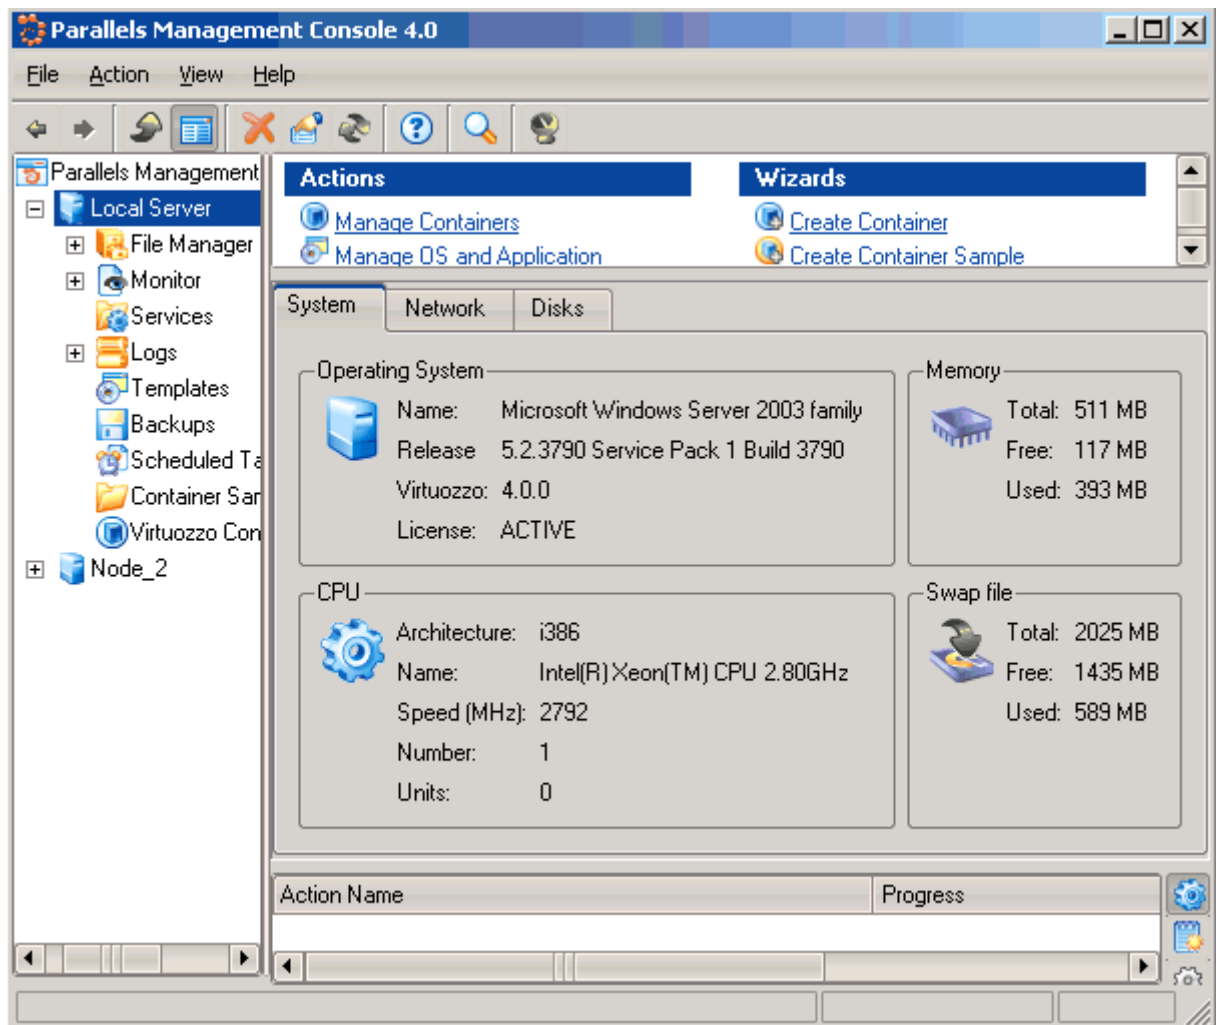 Parallels Management Console 4.0
File Action View Help
Parallels Management
Local Server
File Manager
Monitor
Services
Logs
Templates
Backups
Scheduled Ta
Container Sar
Virtuozzo Con
Node_2
Actions
Manage Containers
Manage OS and Application
Wizards
Create Container
Create Container Sample
System Network Disks
Operating System
Name: Microsoft Windows Server 2003 family
Release 5.2.3790 Service Pack 1 Build 3790
Virtuozzo: 4.0.0
License: ACTIVE
Memory
Total: 511 MB
Free: 117 MB
Used: 393 MB
CPU
Architecture: i386
Name: Intel(R) Xeon(TM) CPU 2.80GHz
Speed (MHz): 2792
Number: 1
Units: 0
Swap file
Total: 2025 MB
Free: 1435 MB
Used: 589 MB
Action Name Progress